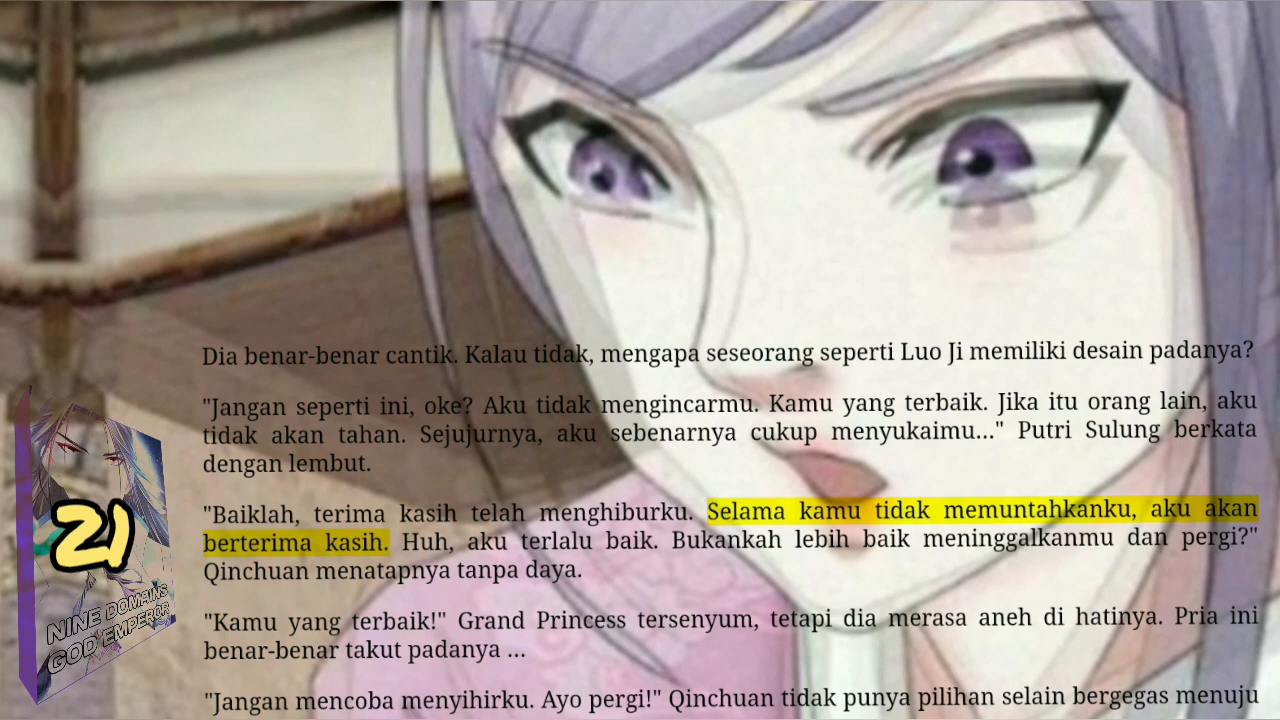 Dia benar-benar cantik. Kalau tidak, mengapa seseorang seperti Luo Ji memiliki desain padanya?
"Jangan seperti ini, oke? Aku tidak mengincarmu. Kamu yang terbaik. Jika itu orang lain, aku
tidak akan tahan. Sejujurnya, aku sebenarnya cukup menyukaimu..." Putri Sulung berkata
dengan lembut.
"Baiklah, terima kasih telah menghiburku. Selama kamu tidak memuntahkanku, aku akan
berterima kasih. Huh, aku terlalu baik. Bukankah lebih baik meninggalkanmu dan pergi?"
Qinchuan menatapnya tanpa daya.
"Kamu yang terbaik!" Grand Princess tersenyum, tetapi dia merasa aneh di hatinya. Pria ini
benar-benar takut padanya ...
"Jangan mencoba menyihirku. Ayo pergi!" Qinchuan tidak punya pilihan selain bergegas menuju
21
NINE DOMAINS
GOD EMPEROR